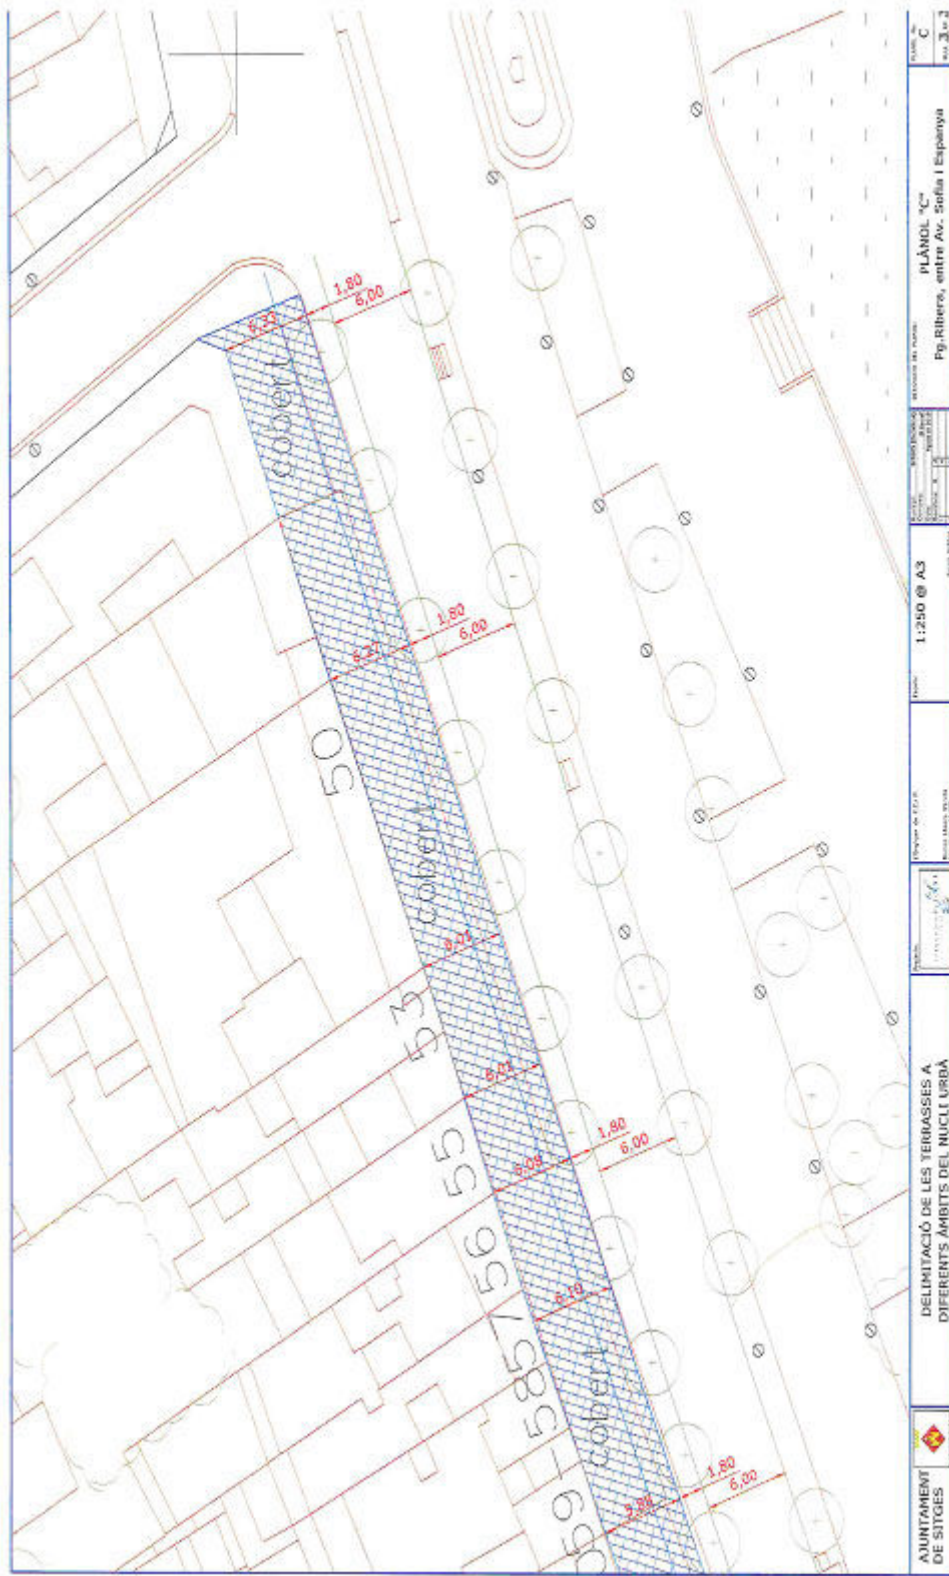 6,33
1,80
6,00
cobert
6,27
1,80
6,00
50
cobert
6,01
53
6,01
55
6,09
1,80
6,00
57/56
6,10
59-58
cobert
5,88
1,80
6,00
AJUNTAMENT
DE SITGES
DELIMITACIÓ DE LES TERRASSES A
DIFERENTS ÀMBITS DEL NUCLI URBÀ
1:250 @ A3
PLÀNOL "C"
Pg.Ribera, entre Av. Sofia i Espanya
C